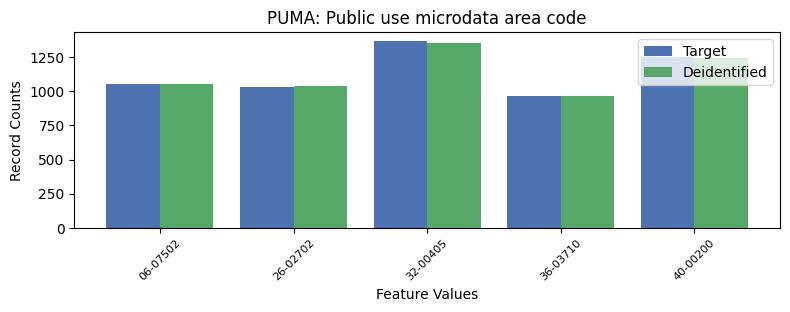 PUMA: Public use microdata area code
Target
Deidentified
Record Counts
1250
1000
750
500
250
0
06-07502
26-02702
32-00405
36-03710
40-00200
Feature Values